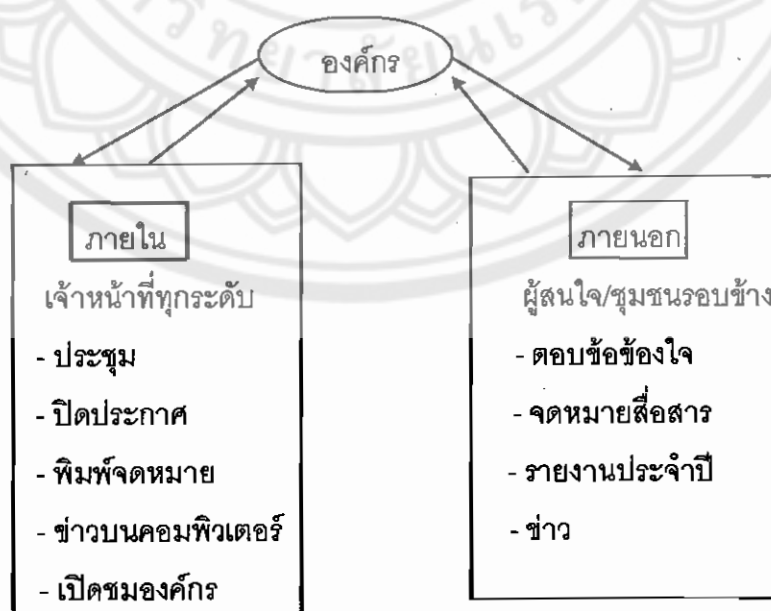 องค์กร
ภายใน
เจ้าหน้าที่ทุกระดับ
- ประชุม
- ปิดประกาศ
- พิมพ์จดหมาย
- ข่าวบนคอมพิวเตอร์
- เปิดชมองค์กร
ภายนอก
ผู้สนใจ/ชุมชนรอบข้าง
- ตอบข้อข้องใจ
- จดหมายสื่อสาร
- รายงานประจำปี
- ข่าว